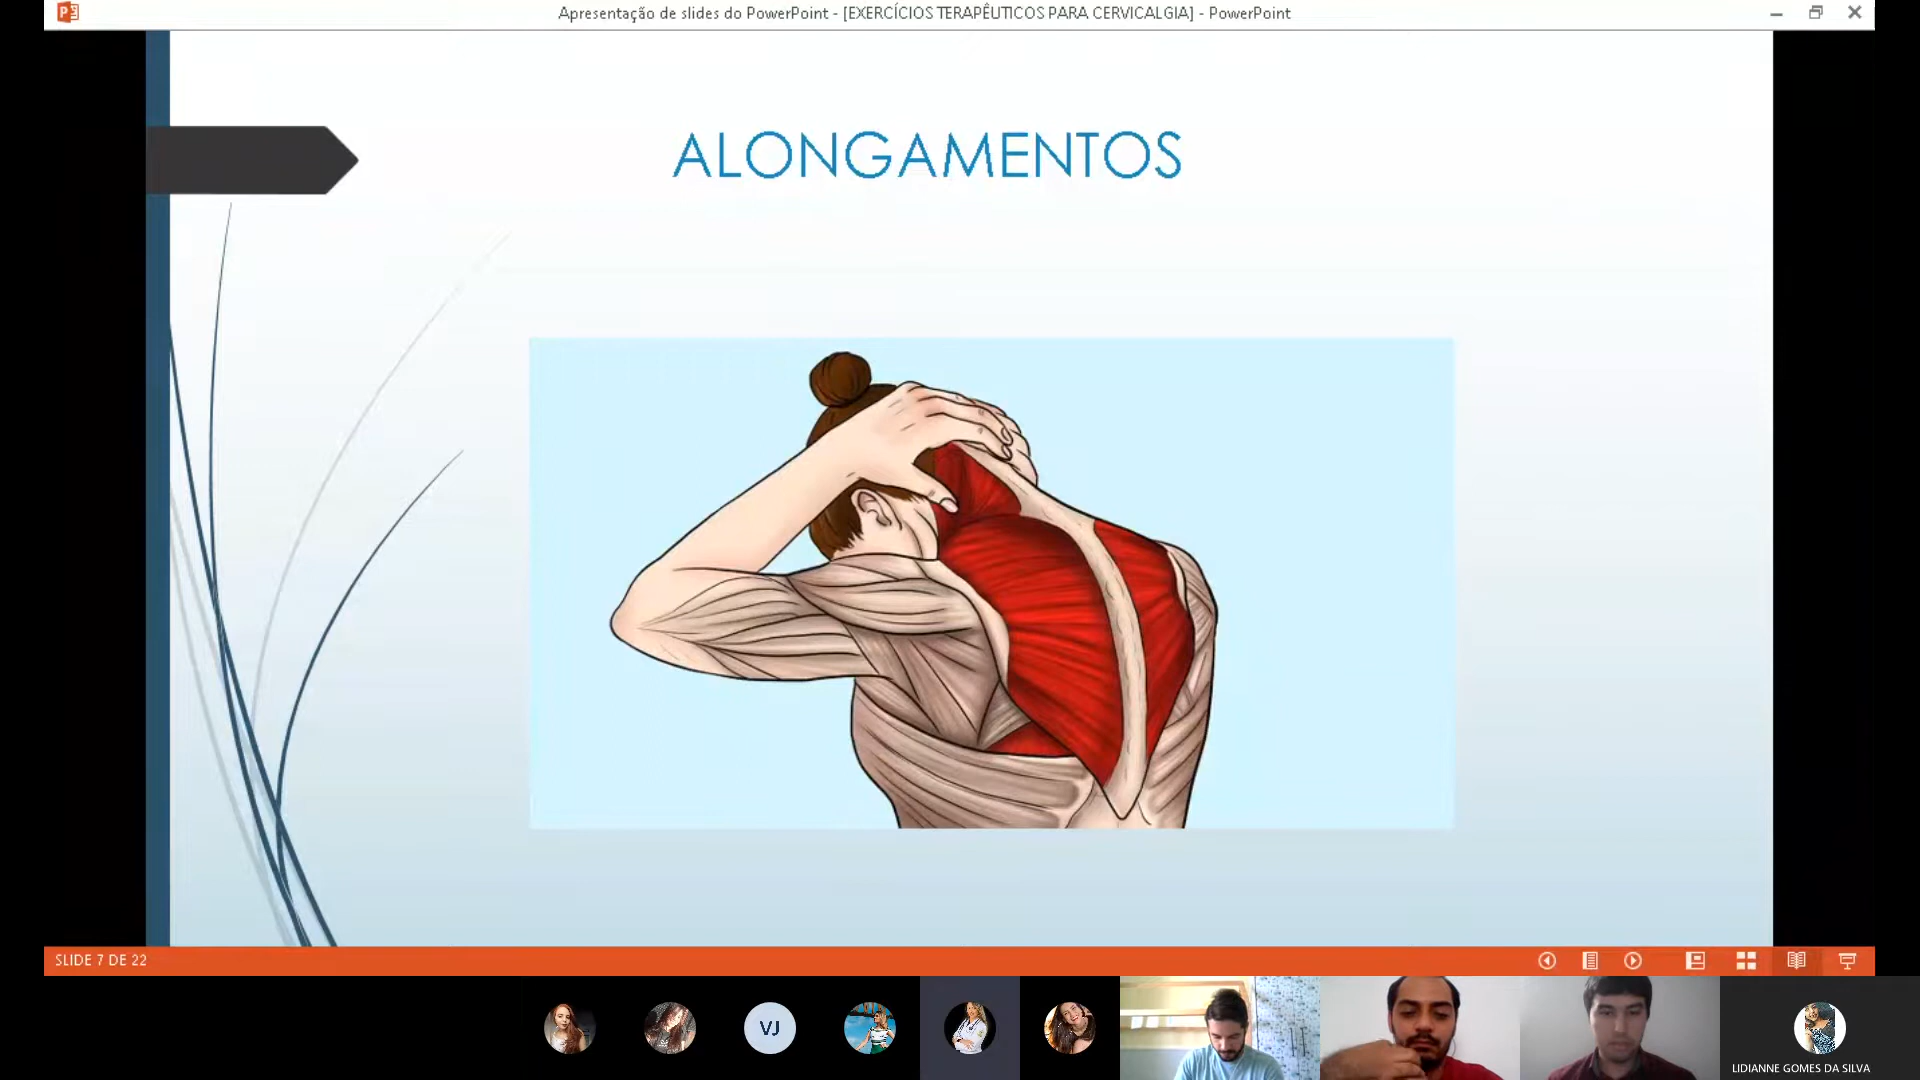 Apresentação de slides do PowerPoint - [EXERCÍCIOS TERAPÊUTICOS PARA CERVICALGIA] - PowerPoint
ALONGAMENTOS
SLIDE 7 DE 22
VJ
LIDIANNE GOMES DA SILVA